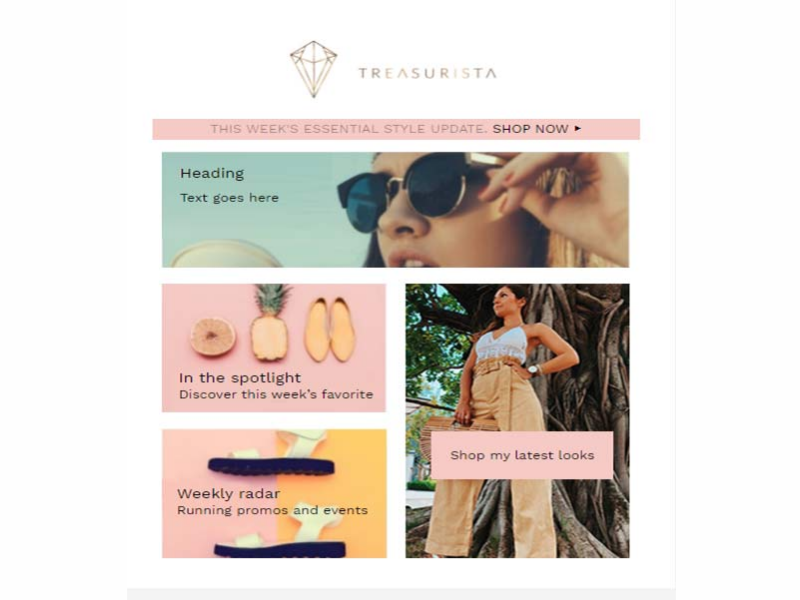 TREASURISTA
THIS WEEK'S ESSENTIAL STYLE UPDATE. SHOP NOW ►
Heading
Text goes here
In the spotlight
Discover this week's favorite
Weekly radar
Running promos and events
Shop my latest looks